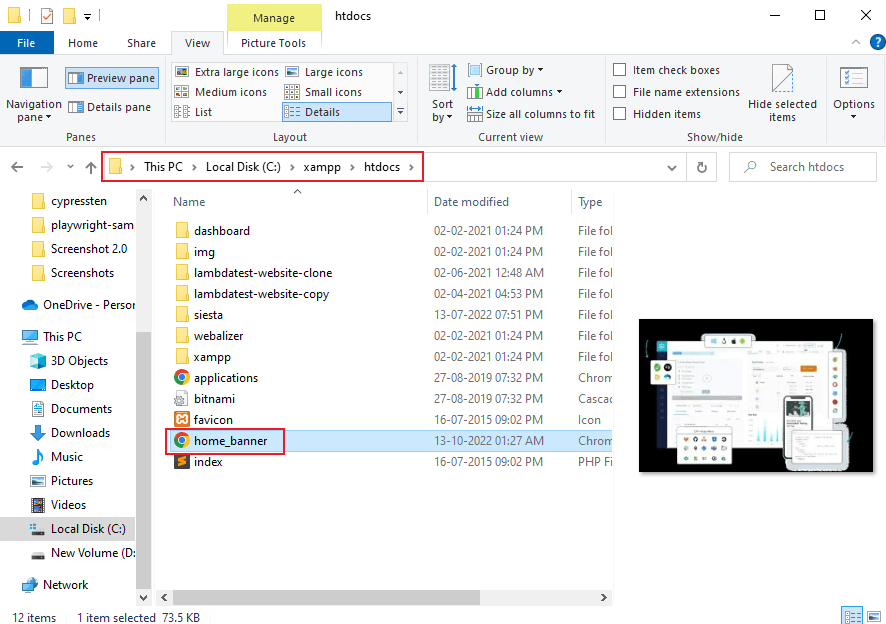 Manage
htdocs
File
Home
Share
View
Picture Tools
Navigation pane
Preview pane
Details pane
Panes
Extra large icons
Large icons
Medium icons
Small icons
List
Details
Layout
Sort by
Group by
Add columns
Size all columns to fit
Current view
Item check boxes
File name extensions
Hidden items
Hide selected items
Show/hide
Options
This PC > Local Disk (C:) > xampp > htdocs >
Search htdocs
cypressten
playwright-sam
Screenshot 2.0
Screenshots
OneDrive - Person
This PC
3D Objects
Desktop
Documents
Downloads
Music
Pictures
Videos
Local Disk (C:)
New Volume (D:
Network
Name Date modified Type
dashboard 02-02-2021 01:24 PM File fol
img 02-02-2021 01:24 PM File fol
lambdatest-website-clone 02-06-2021 12:48 AM File fol
lambdatest-website-copy 02-04-2021 04:53 PM File fol
siesta 13-07-2022 07:51 PM File fol
webalizer 02-02-2021 01:24 PM File fol
xampp 02-02-2021 01:24 PM File fol
applications 27-08-2019 07:32 PM Chrom
bitnami 27-08-2019 07:32 PM Cascad
favicon 16-07-2015 09:02 PM Icon
home_banner 13-10-2022 01:27 AM Chrom
index 16-07-2015 09:02 PM PHP Fi
12 items 1 item selected 73.5 KB